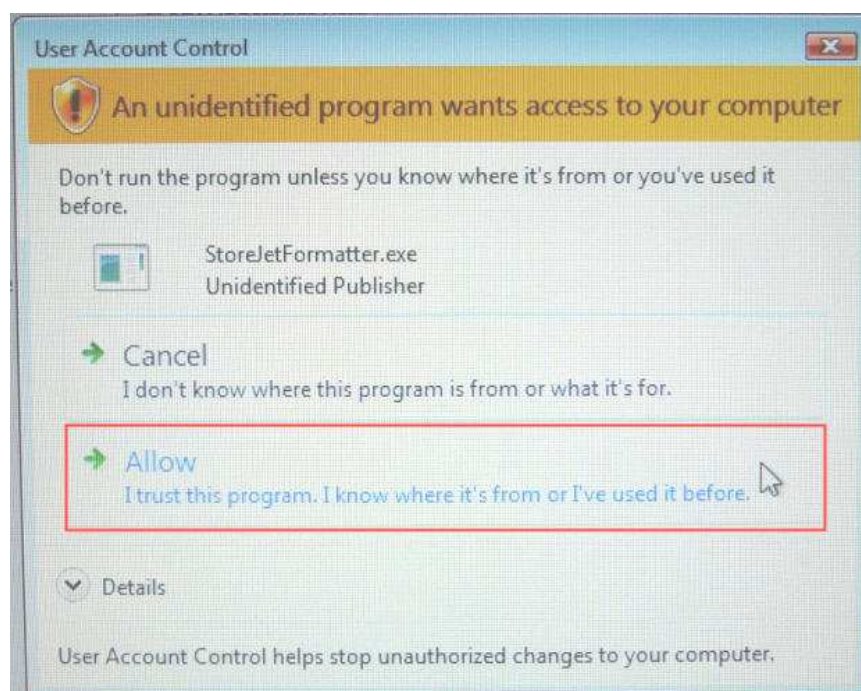 User Account Control
An unidentified program wants access to your computer
Don't run the program unless you know where it's from or you've used it
before.
StoreJetFormatter.exe
Unidentified Publisher
Cancel
I don't know where this program is from or what it's for.
Allow
I trust this program. I know where it's from or I've used it before.
Details
User Account Control helps stop unauthorized changes to your computer.